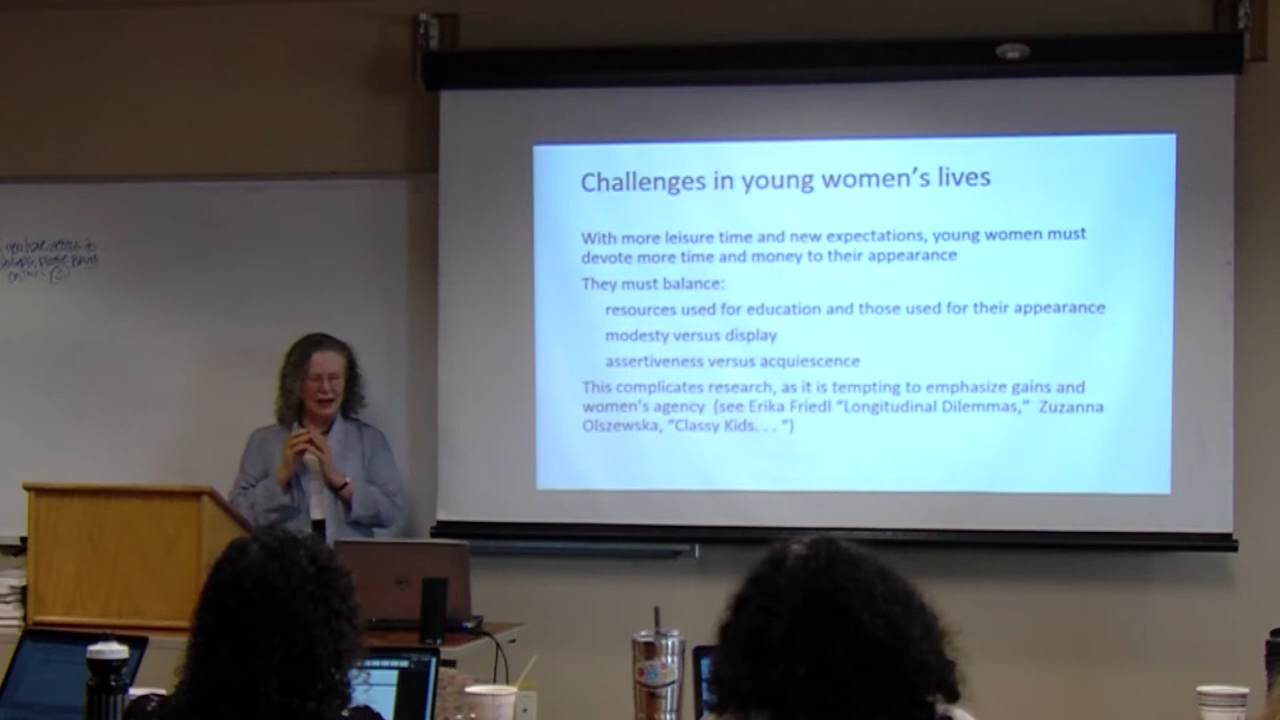 Challenges in young women's lives
With more leisure time and new expectations, young women must
devote more time and money to their appearance
They must balance:
resources used for education and those used for their appearance
modesty versus display
assertiveness versus acquiescence
This complicates research, as it is tempting to emphasize gains and
women's agency (see Erika Friedl "Longitudinal Dilemmas," Zuzanna
Olszewska, "Classy Kids. . . ")
you have